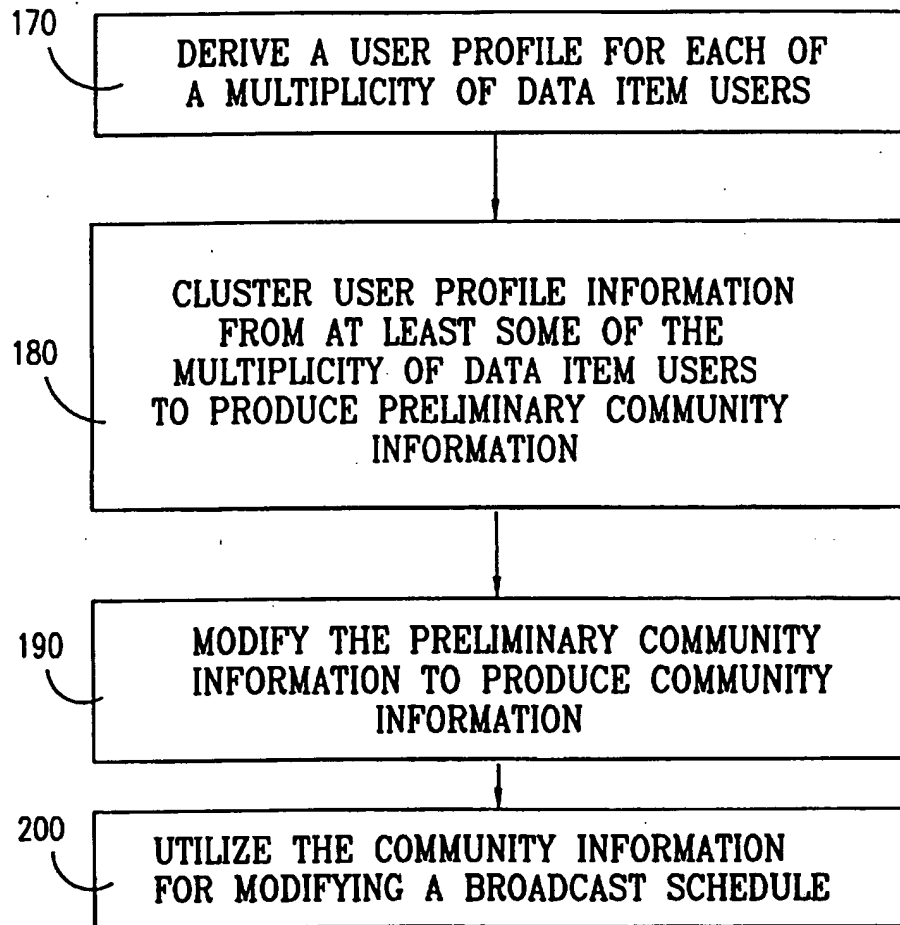 170
DERIVE A USER PROFILE FOR EACH OF
A MULTIPLICITY OF DATA ITEM USERS
180
CLUSTER USER PROFILE INFORMATION
FROM AT LEAST SOME OF THE
MULTIPLICITY OF DATA ITEM USERS
TO PRODUCE PRELIMINARY COMMUNITY
INFORMATION
190
MODIFY THE PRELIMINARY COMMUNITY
INFORMATION TO PRODUCE COMMUNITY
INFORMATION
200
UTILIZE THE COMMUNITY INFORMATION
FOR MODIFYING A BROADCAST SCHEDULE